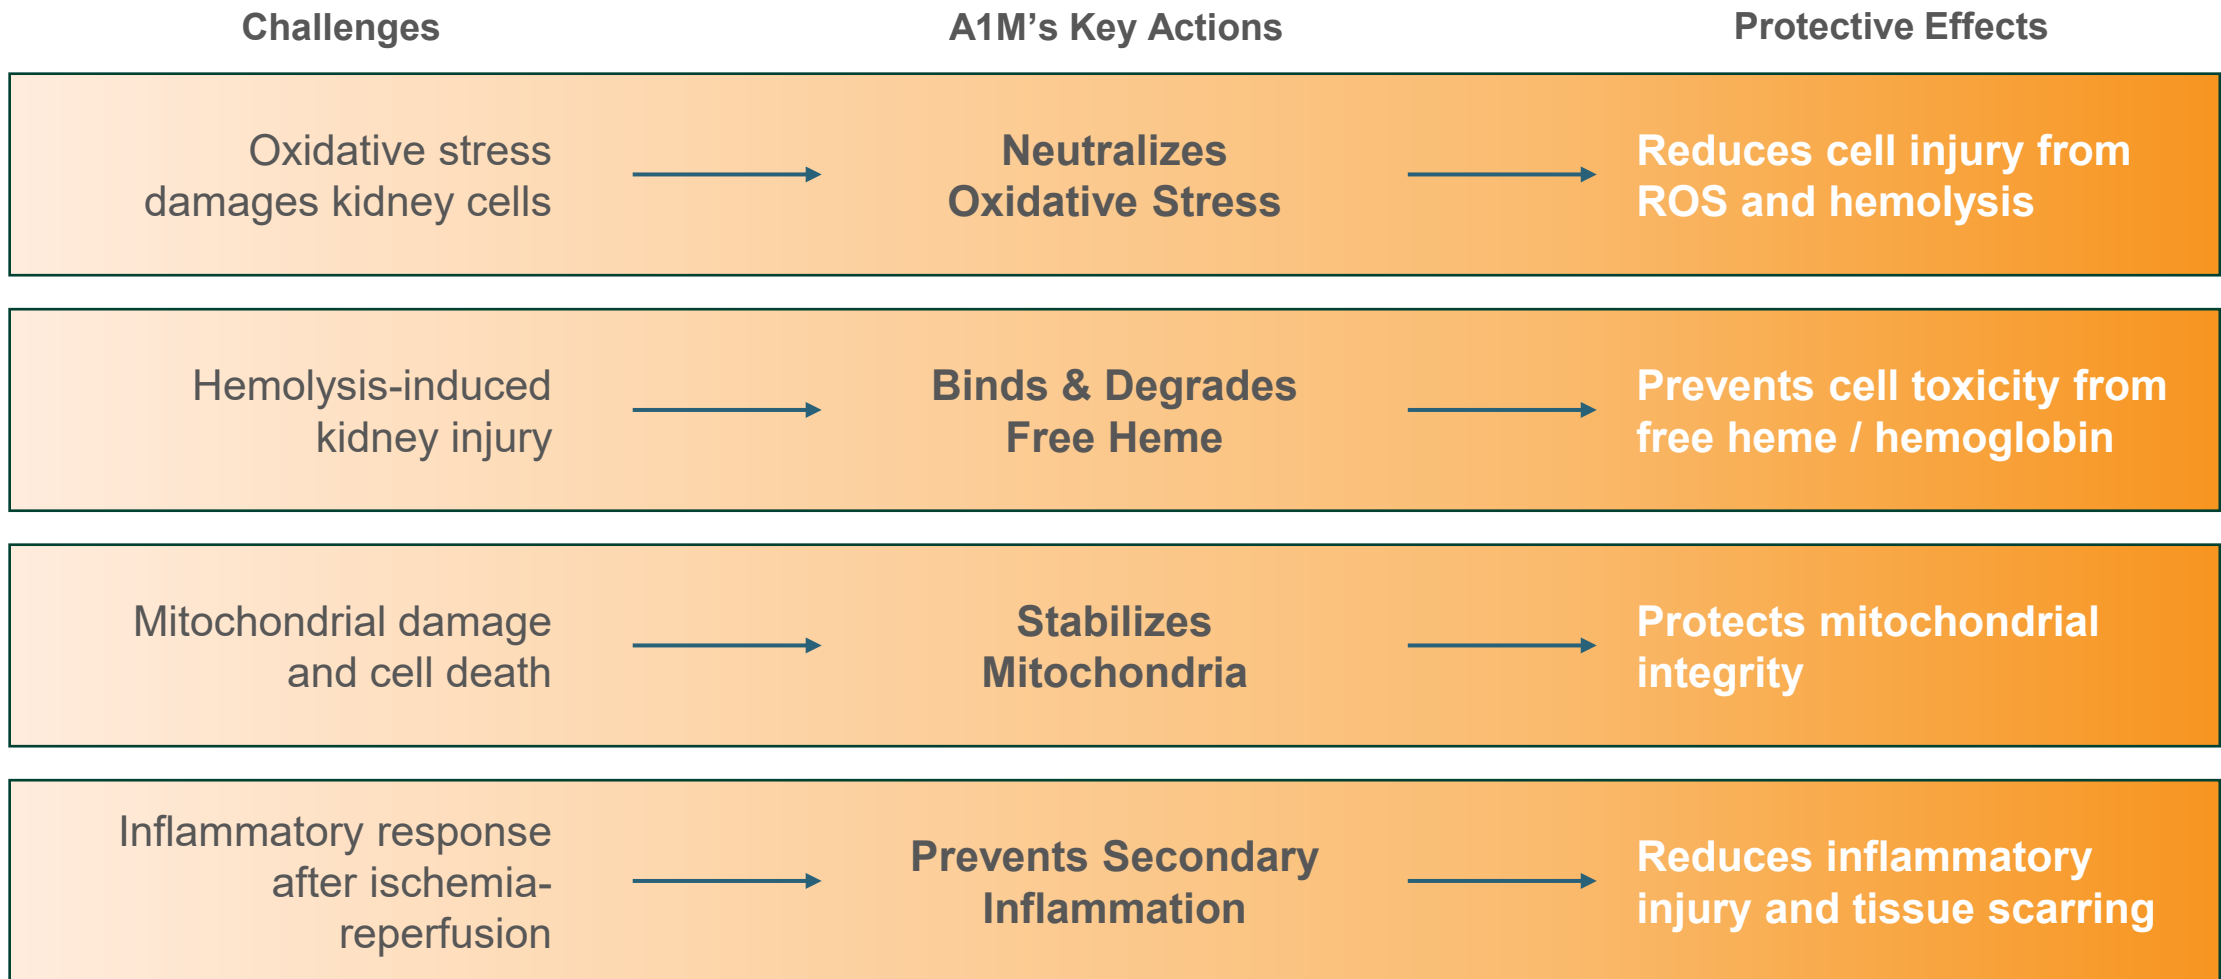 Challenges
A1M’s Key Actions
Protective Effects
Oxidative stress
damages kidney cells
Neutralizes
Oxidative Stress
Reduces cell injury from
ROS and hemolysis
Hemolysis-induced
kidney injury
Binds & Degrades
Free Heme
Prevents cell toxicity from
free heme / hemoglobin
Mitochondrial damage
and cell death
Stabilizes
Mitochondria
Protects mitochondrial
integrity
Inflammatory response
after ischemia-
reperfusion
Prevents Secondary
Inflammation
Reduces inflammatory
injury and tissue scarring